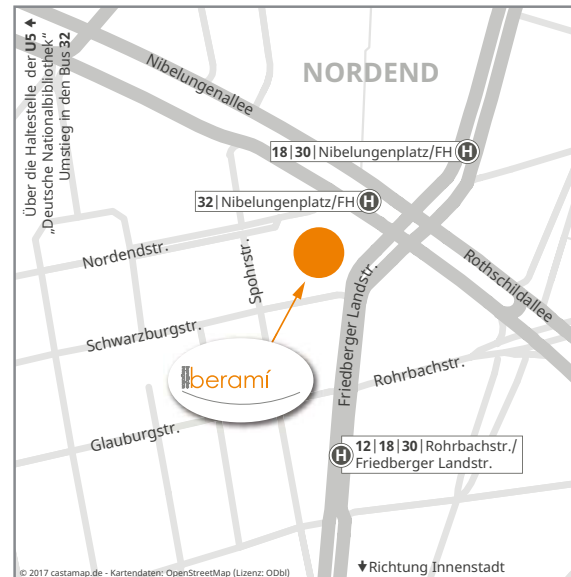 Über die Haltestelle der U5
„Deutsche Nationalbibliothek“
Umstieg in den Bus 32
Nibelungenallee
NORDEND
18|30|Nibelungenplatz/FH H
32|Nibelungenplatz/FH H
Nordendstr.
Spohrstr.
Rothschildallee
Friedberger Landstr.
Schwarzburgstr.
beramí
Rohrbachstr.
Glauburgstr.
H 12|18|30|Rohrbachstr./
Friedberger Landstr.
Richtung Innenstadt
© 2017 castamap.de - Kartendaten: OpenStreetMap (Lizenz: ODbl)